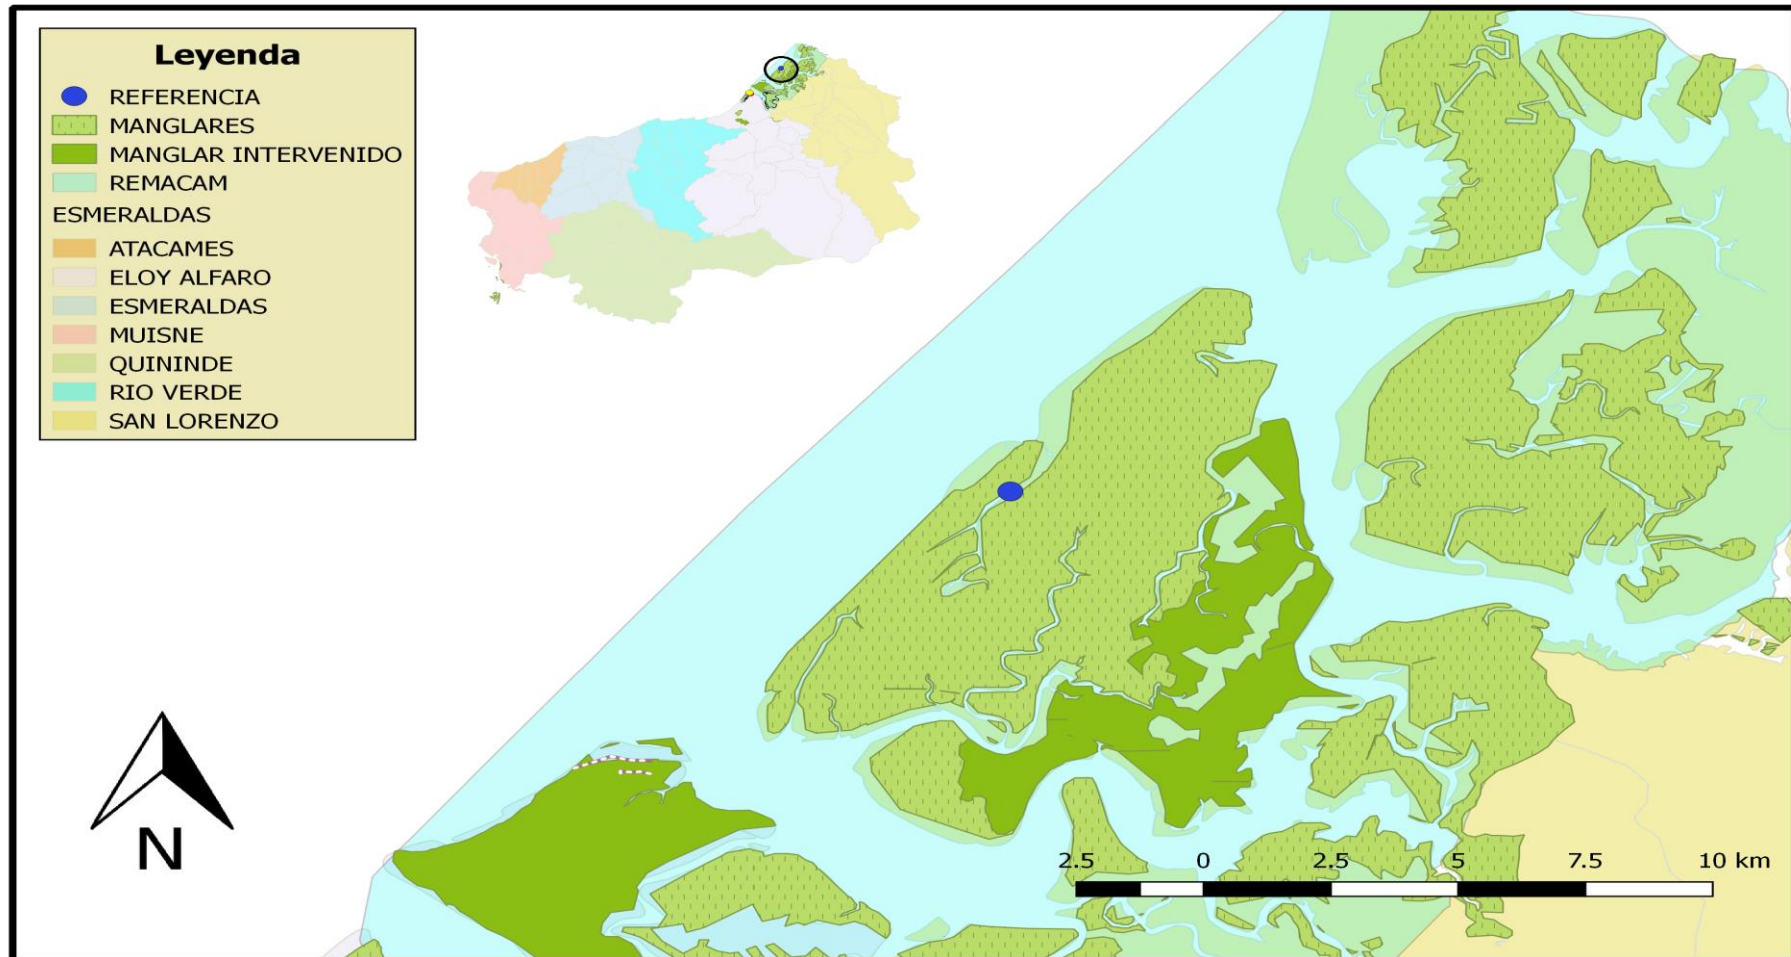 Leyenda
REFERENCIA
MANGLARES
MANGLAR INTERVENIDO
REMACAM
ESMERALDAS
ATACAMES
ELOY ALFARO
ESMERALDAS
MUISNE
QUININDE
RIO VERDE
SAN LORENZO
N
2.5 0 2.5 5 7.5 10 km